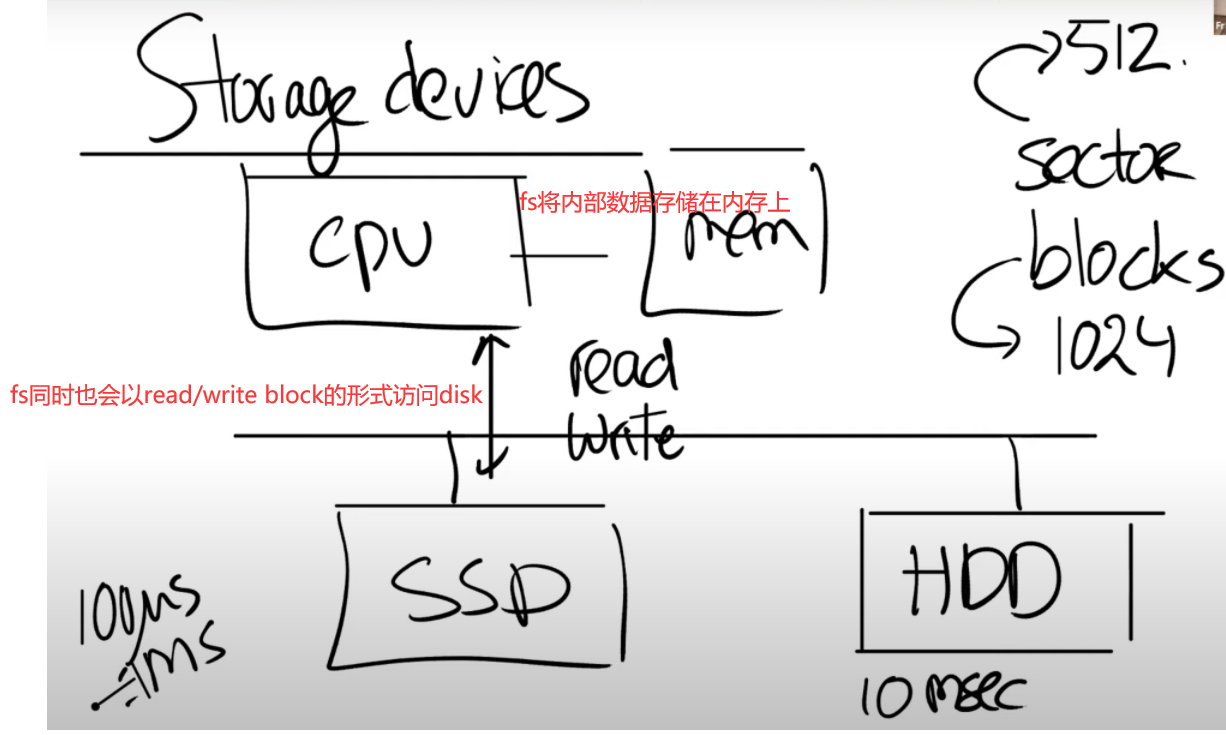 Storage devices
512.
sector
blocks
1024
CPU
fs将内部数据存储在内存上
mem
read
write
fs同时也会以read/write block的形式访问disk
SSD
100μs
1ms
HDD
10 msec
Fr